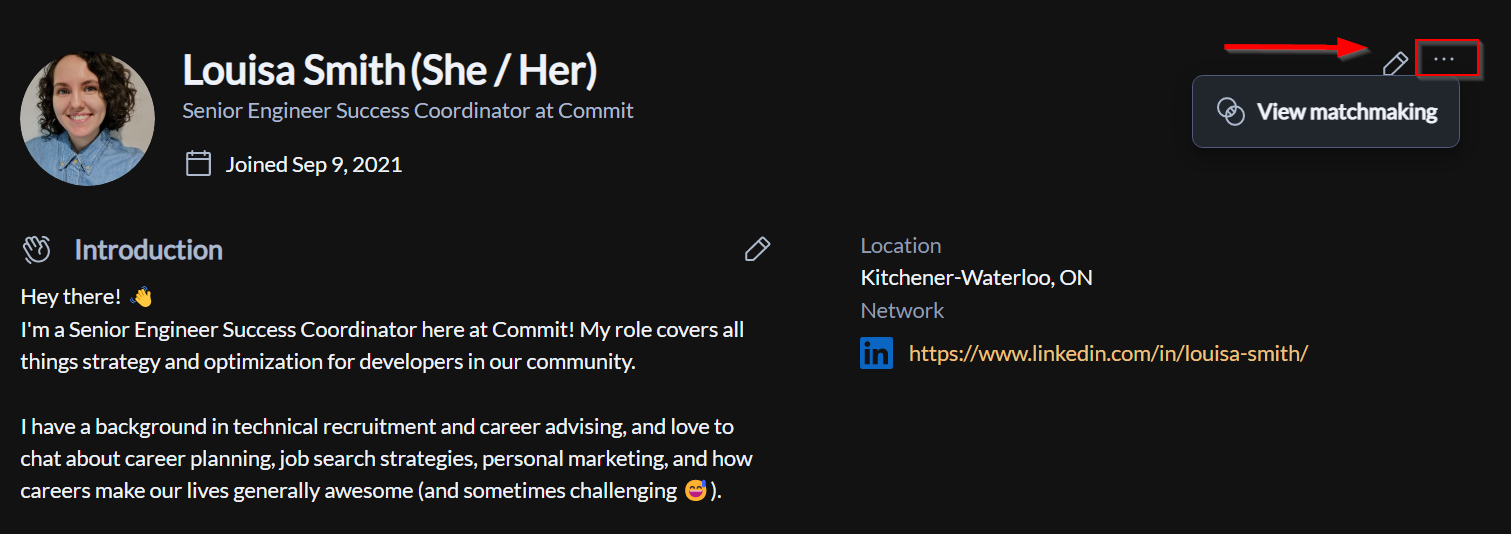 Louisa Smith (She / Her)
Senior Engineer Success Coordinator at Commit
Joined Sep 9, 2021
View matchmaking
Introduction
Hey there! 👋
I'm a Senior Engineer Success Coordinator here at Commit! My role covers all
things strategy and optimization for developers in our community.
I have a background in technical recruitment and career advising, and love to
chat about career planning, job search strategies, personal marketing, and how
careers make our lives generally awesome (and sometimes challenging 😅).
Location
Kitchener-Waterloo, ON
Network
in https://www.linkedin.com/in/louisa-smith/